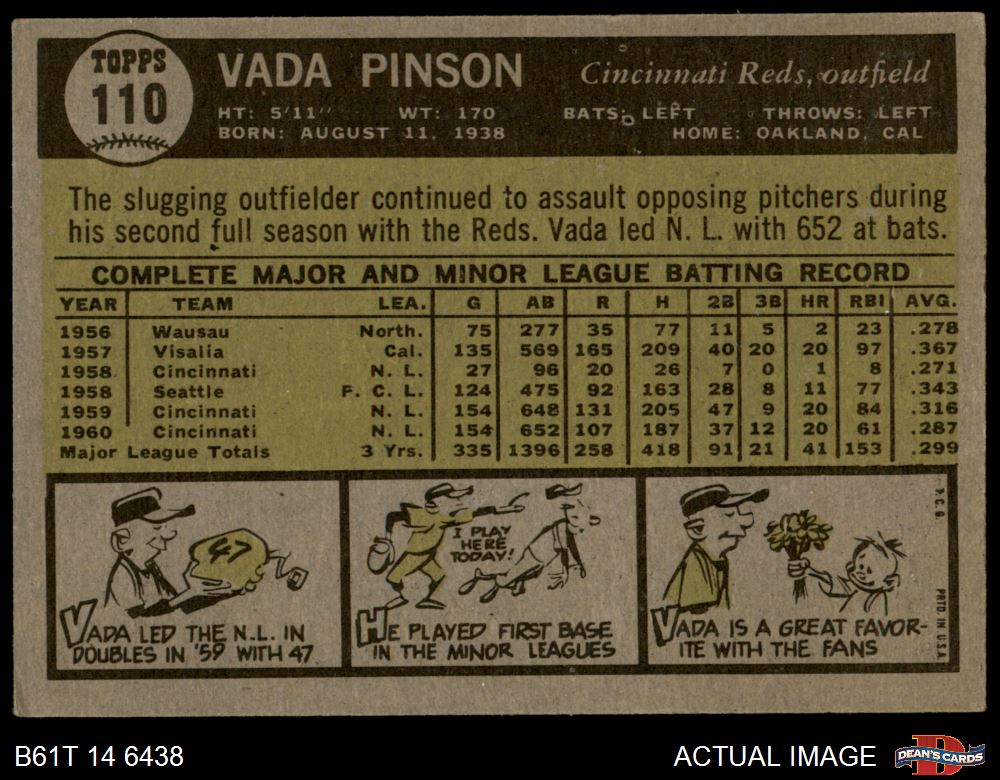 TOPPS
110
VADA PINSON
Cincinnati Reds, outfield
HT: 5'11" WT: 170 BATS: LEFT THROWS: LEFT
BORN: AUGUST 11, 1938 HOME: OAKLAND, CAL
The slugging outfielder continued to assault opposing pitchers during
his second full season with the Reds. Vada led N. L. with 652 at bats.
COMPLETE MAJOR AND MINOR LEAGUE BATTING RECORD
YEAR TEAM LEA. G AB R H 2B 3B HR RBI AVG.
1956 Wausau North. 75 277 35 77 11 5 2 23 .278
1957 Visalia Cal. 135 569 165 209 40 20 20 97 .367
1958 Cincinnati N. L. 27 96 20 26 7 0 1 8 .271
1958 Seattle P. C. L. 124 475 92 163 28 8 11 77 .343
1959 Cincinnati N. L. 154 648 131 205 47 9 20 84 .316
1960 Cincinnati N. L. 154 652 107 187 37 12 20 61 .287
Major League Totals 3 Yrs. 335 1396 258 418 91 21 41 153 .299
47
VADA LED THE N.L. IN
DOUBLES IN '59 WITH 47
I PLAY
HERE
TODAY!
HE PLAYED FIRST BASE
IN THE MINOR LEAGUES
VADA IS A GREAT FAVOR-
ITE WITH THE FANS
T. C. G.
PRTD. IN U.S.A.
B61T 14 6438
ACTUAL IMAGE
DEAN'S CARDS